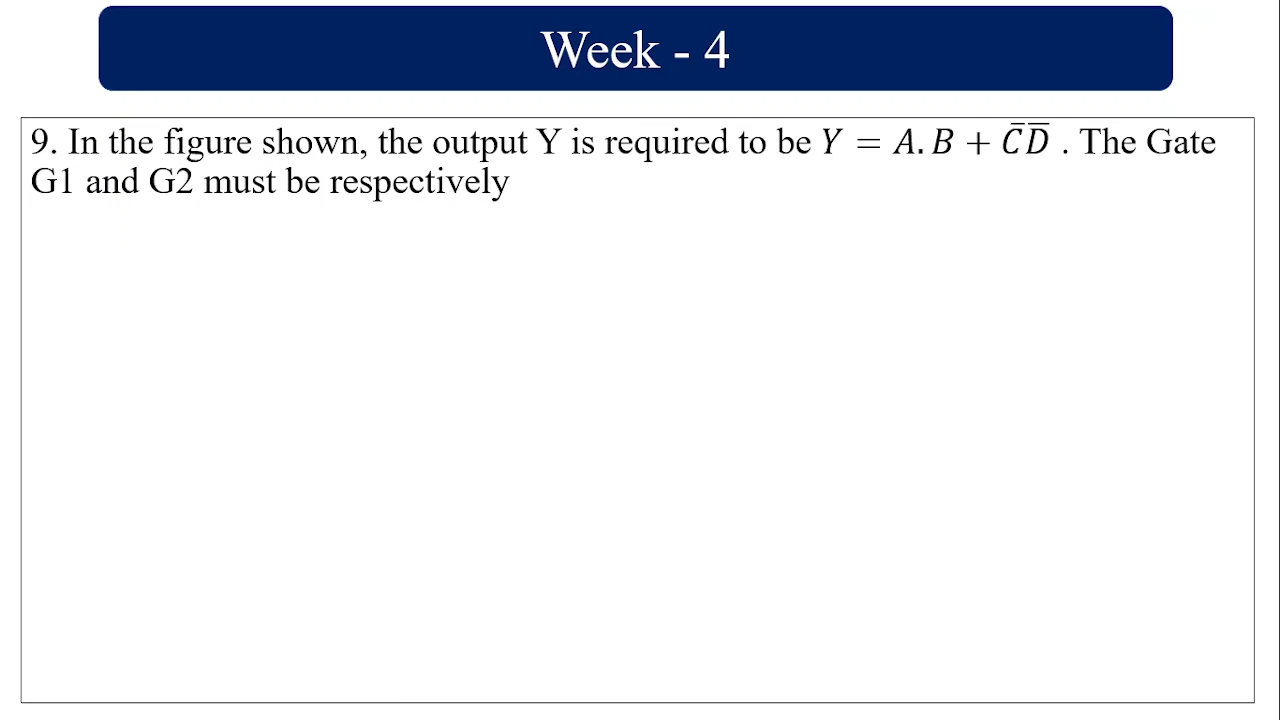 Week - 4
9. In the figure shown, the output Y is required to be Y = A.B + C̅D̅ . The Gate
G1 and G2 must be respectively